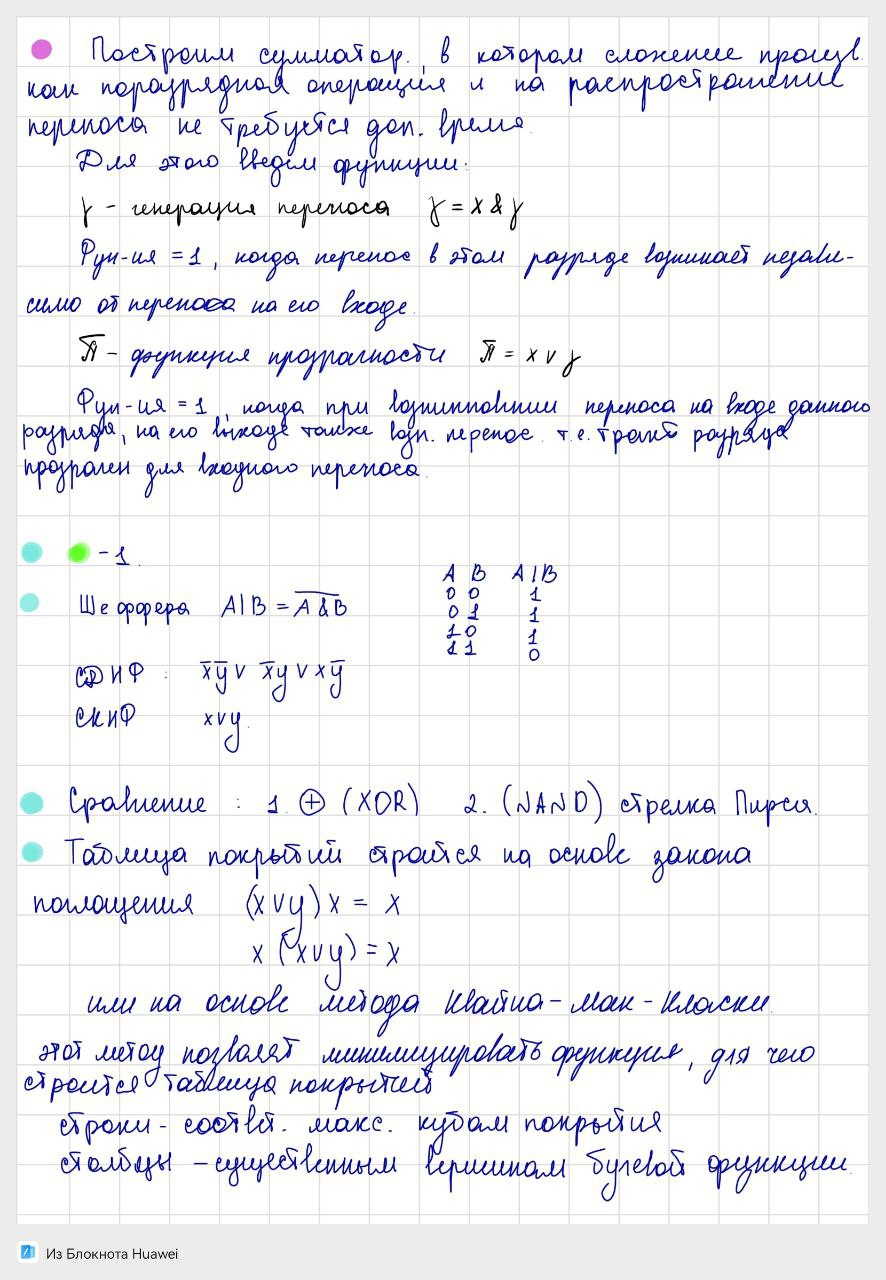 Построим сумматор, в котором сложение произв.
как поразрядная операция и на распространение
переноса не требуется доп. время.
Для этого введем функции:
γ - генерация переноса γ = x & y
Фун-ия = 1, когда перенос в этом разряде возникает незави-
симо от переноса на его входе.
π - функция прозрачности π = x v y
Фун-ия = 1, когда при возникновении переноса на входе данного
разряда, на его выходе также возн. перенос. т.е. тракт разряда
прозрачен для входного переноса.
-1.
Шеффера A|B = \overline{A & B}
A B A|B
0 0 1
0 1 1
1 0 1
1 1 0
СДНФ : x̅y̅ v x̅y v xy̅
СКНФ x v y.
Сравнение : 1. ⊕ (XOR) 2. (NAND) стрелка Пирса.
Таблица покрытий строится на основе закона
поглощения (x v y) x = x
x (x v y) = x
или на основе метода Квайна-Мак-Класки.
этот метод позволят минимизировать функция, для чего
строится таблица покрытий
строки - соответ. макс. кубам покрытия
столбцы - существенным вершинам булевой функции.
Из Блокнота Huawei